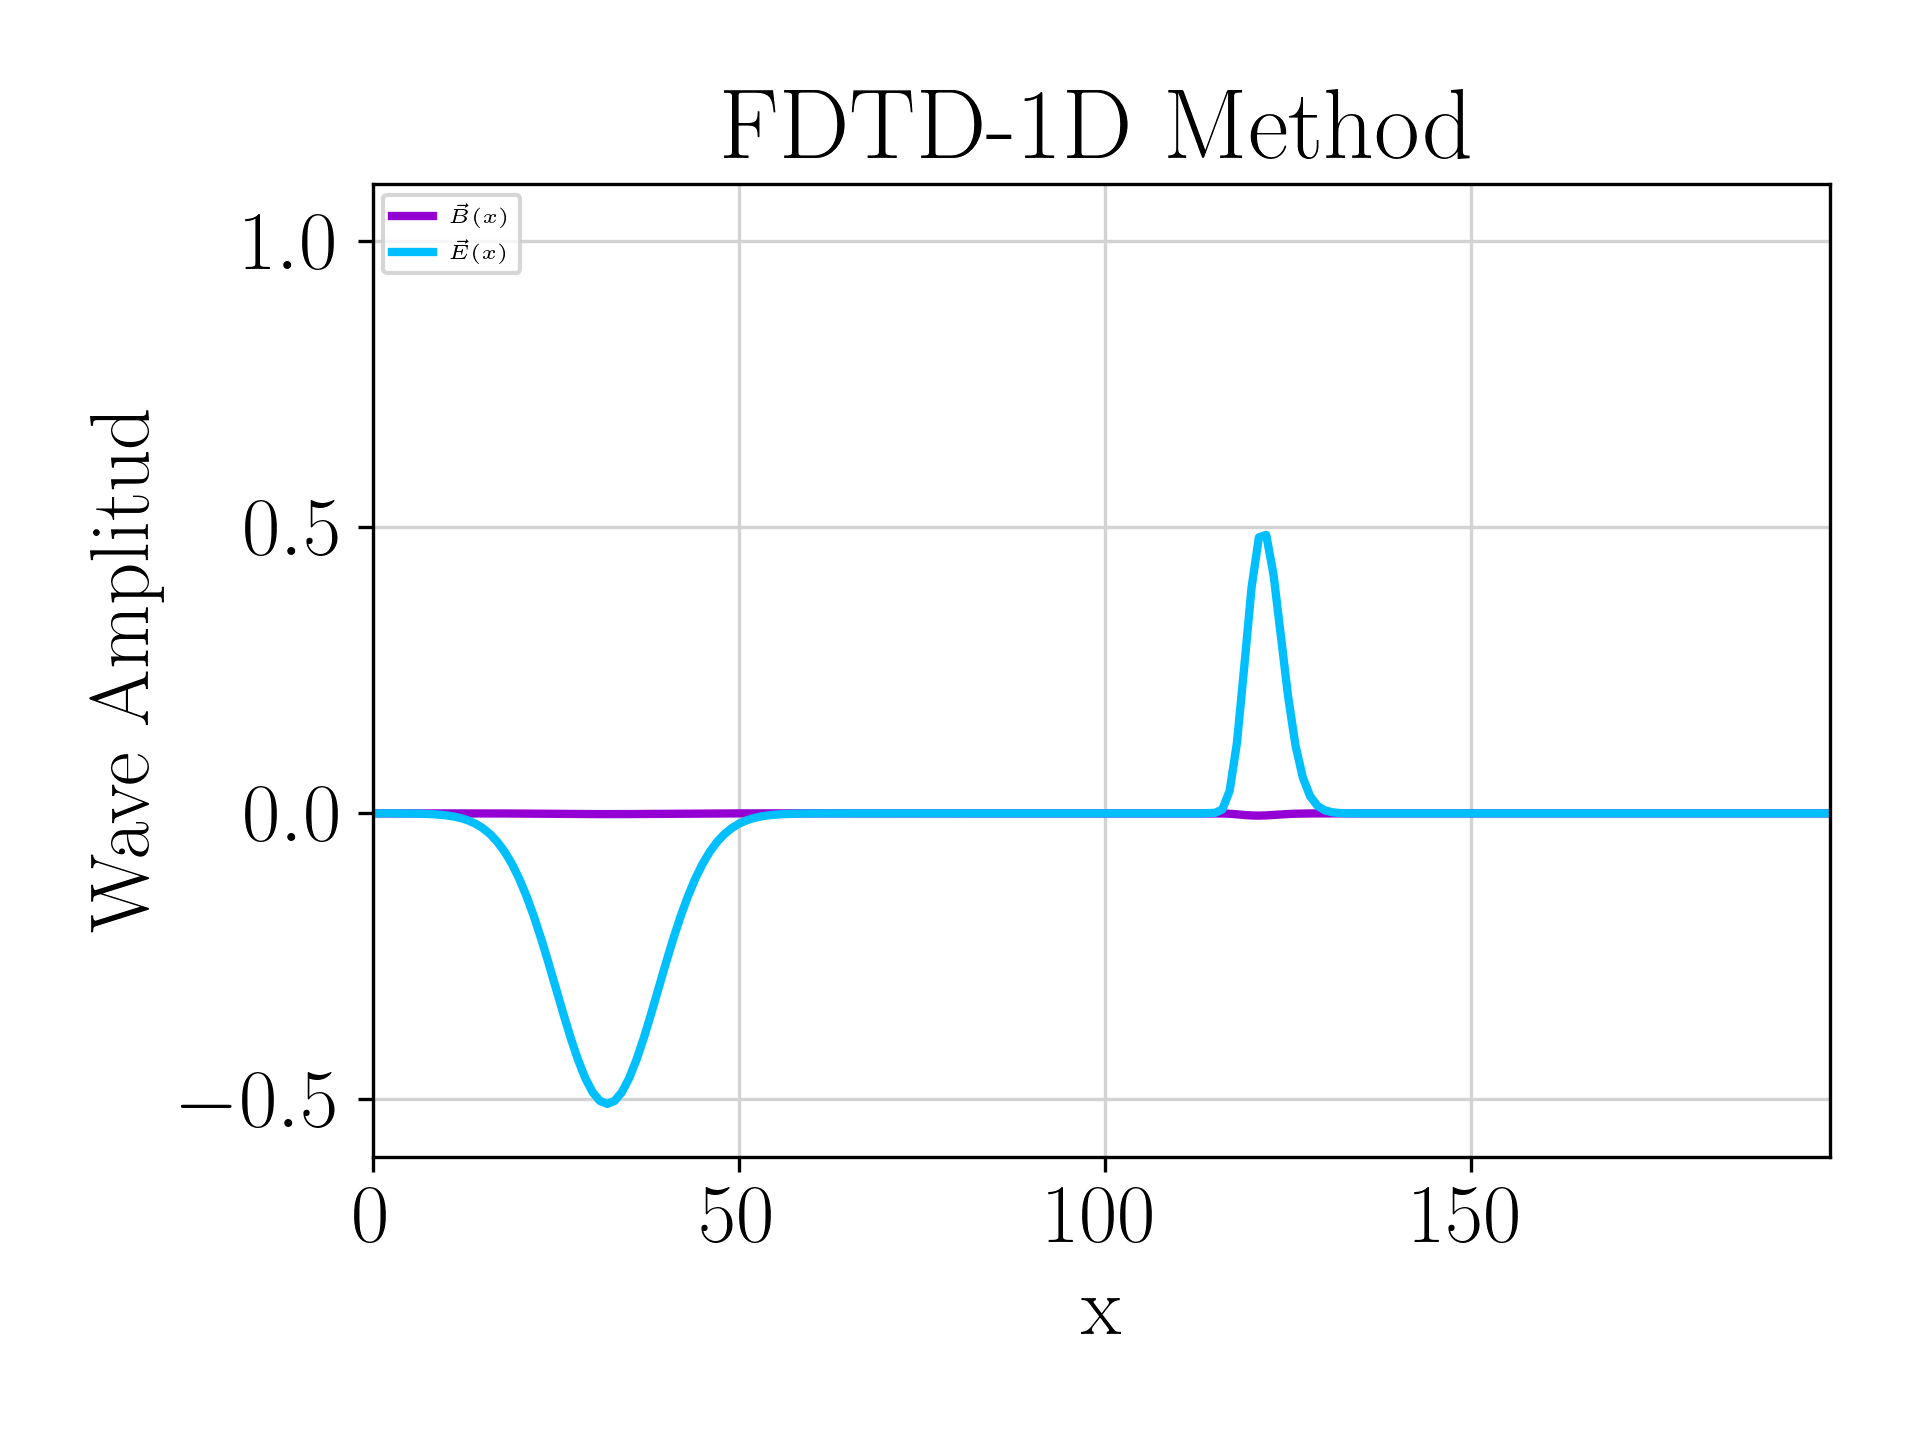 FDTD-1D Method
1.0
0.5
0.0
−0.5
Wave Amplitud
$\vec{B}(x)$
$\vec{E}(x)$
0 50 100 150
x